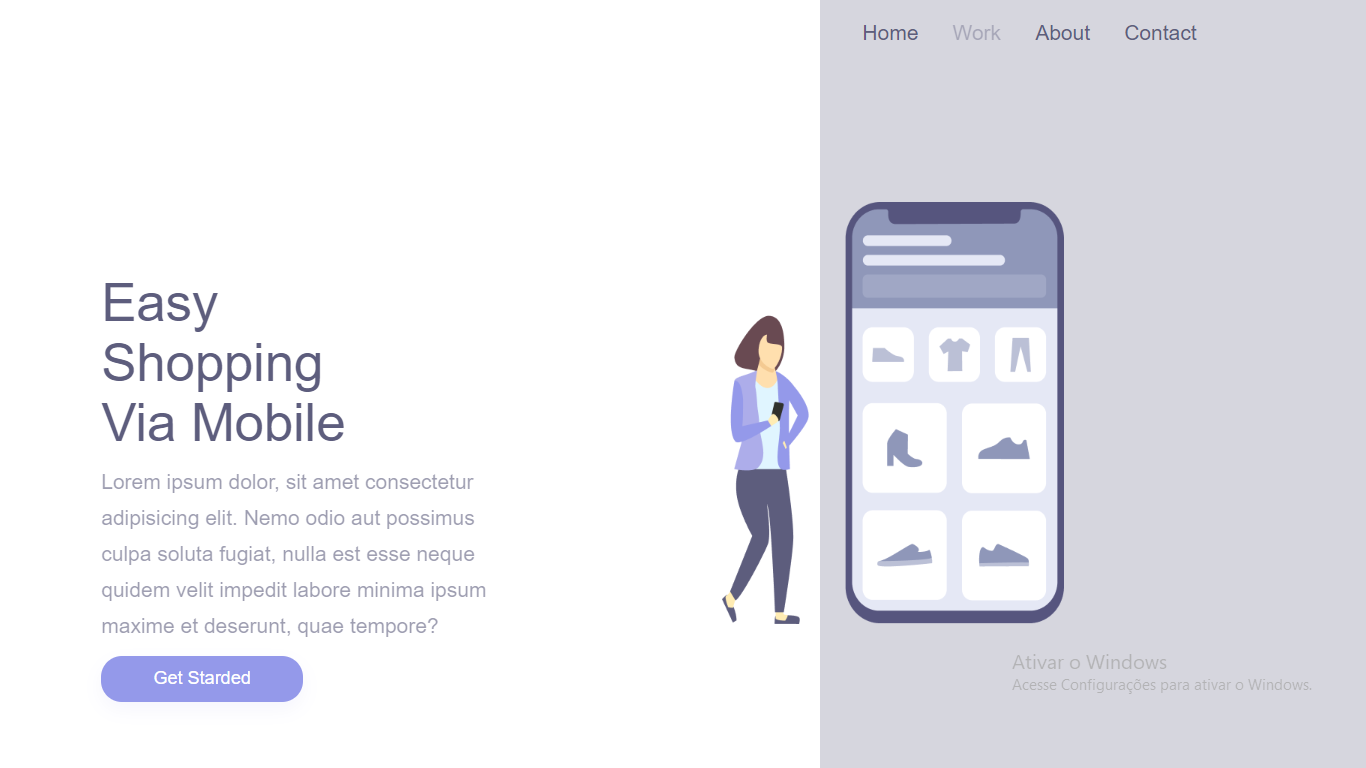 Home
Work
About
Contact
Easy
Shopping
Via Mobile
Lorem ipsum dolor, sit amet consectetur
adipisicing elit. Nemo odio aut possimus
culpa soluta fugiat, nulla est esse neque
quidem velit impedit labore minima ipsum
maxime et deserunt, quae tempore?
Get Starded
Ativar o Windows
Acesse Configurações para ativar o Windows.